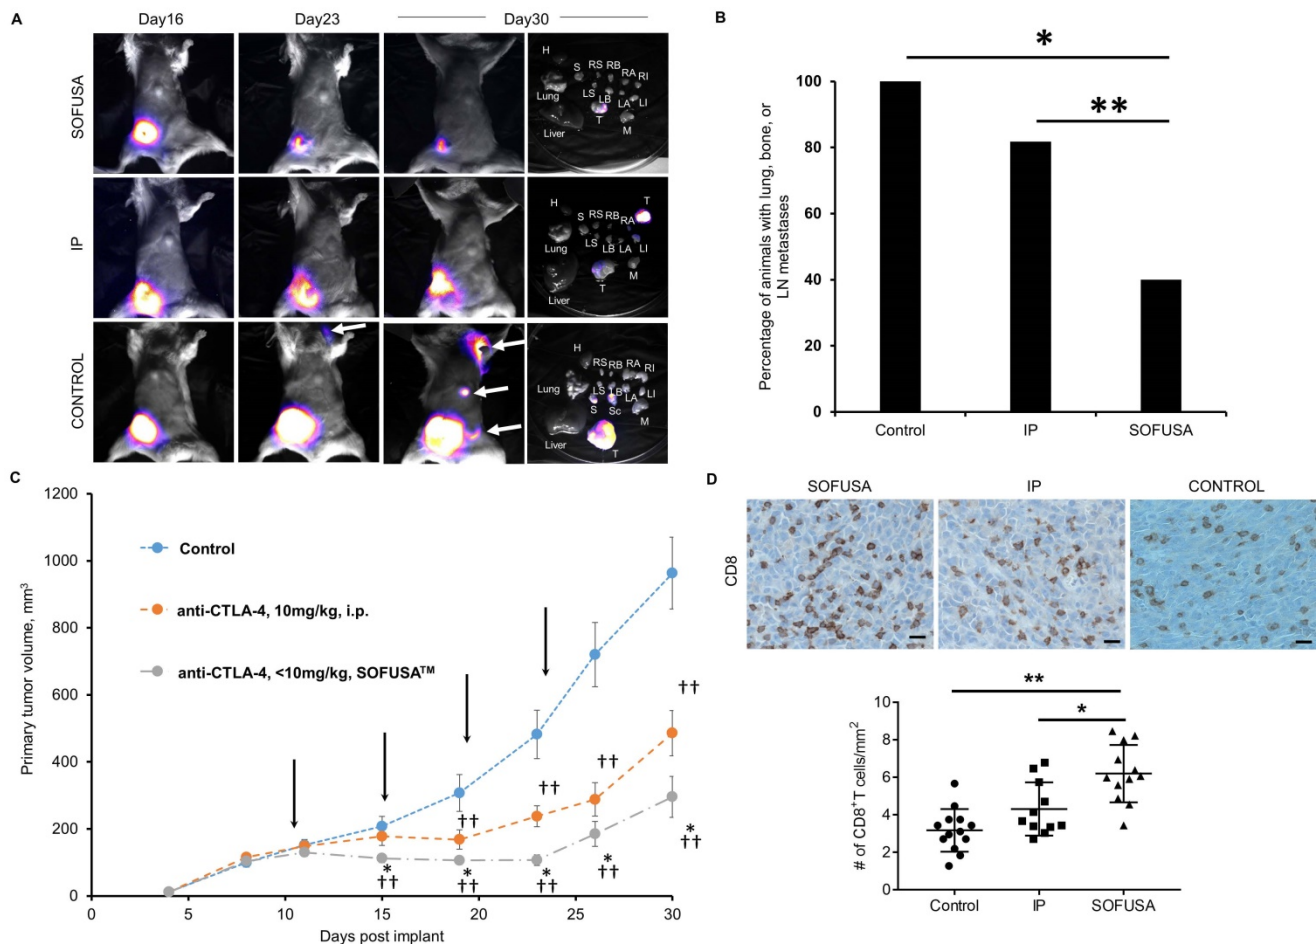 A
Day16
Day23
Day30
SOFUSA
H
S
RS
RB
RA
RI
Lung
LS
LB
LA
LI
T
M
Liver
IP
H
T
S
RS
RB
RA
Lung
LS
LB
LA
LI
M
T
Liver
CONTROL
H
RS
RB
RA
RI
Lung
LS
LB
LA
LI
S
Sc
M
Liver
T
B
Percentage of animals with lung, bone, or
LN metastases
100
80
60
40
20
0
*
**
Control
IP
SOFUSA
C
Primary tumor volume, mm³
1200
1000
800
600
400
200
0
Control
anti-CTLA-4, 10mg/kg, i.p.
anti-CTLA-4, <10mg/kg, SOFUSA™
††
††
††
††
*
††
*
††
*
††
*
††
*
††
0
5
10
15
20
25
30
Days post implant
D
SOFUSA
IP
CONTROL
CD8
# of CD8⁺T cells/mm²
10
8
6
4
2
0
**
*
Control
IP
SOFUSA